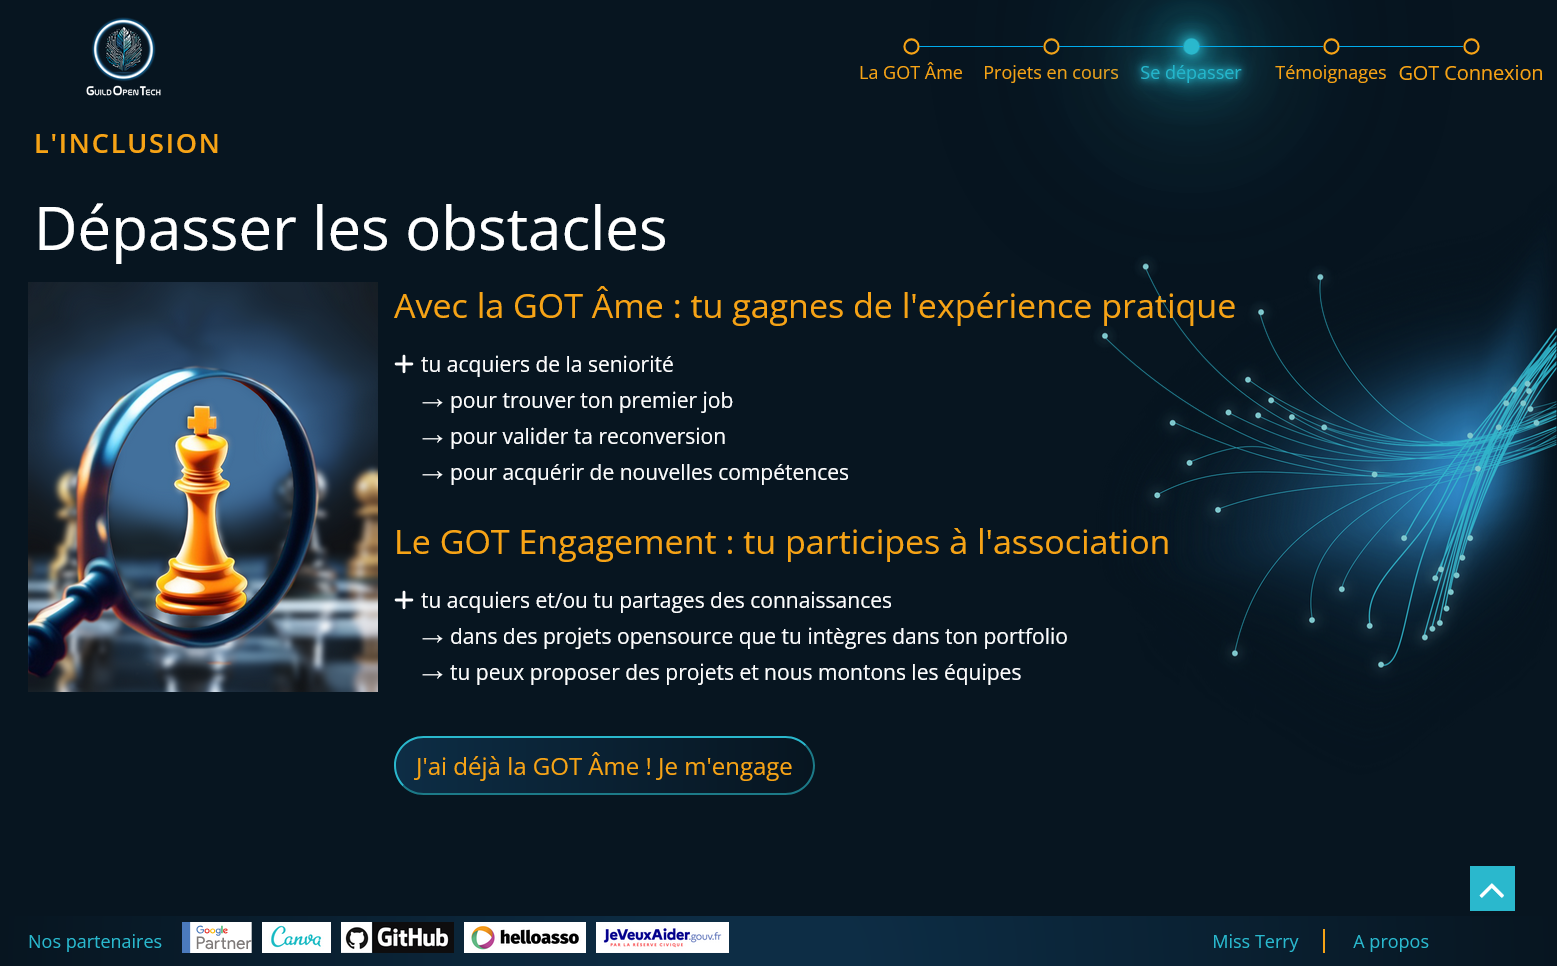 GUILD OPEN TECH
La GOT Âme
Projets en cours
Se dépasser
Témoignages
GOT Connexion
L'INCLUSION
Dépasser les obstacles
Avec la GOT Âme : tu gagnes de l'expérience pratique
+ tu acquiers de la seniorité
→ pour trouver ton premier job
→ pour valider ta reconversion
→ pour acquérir de nouvelles compétences
Le GOT Engagement : tu participes à l'association
+ tu acquiers et/ou tu partages des connaissances
→ dans des projets opensource que tu intègres dans ton portfolio
→ tu peux proposer des projets et nous montons les équipes
J'ai déjà la GOT Âme ! Je m'engage
Nos partenaires
Google
Partner
Canva
GitHub
helloasso
JeVeuxAider.gouv.fr
PAR LA RÉSERVE CIVIQUE
Miss Terry
A propos